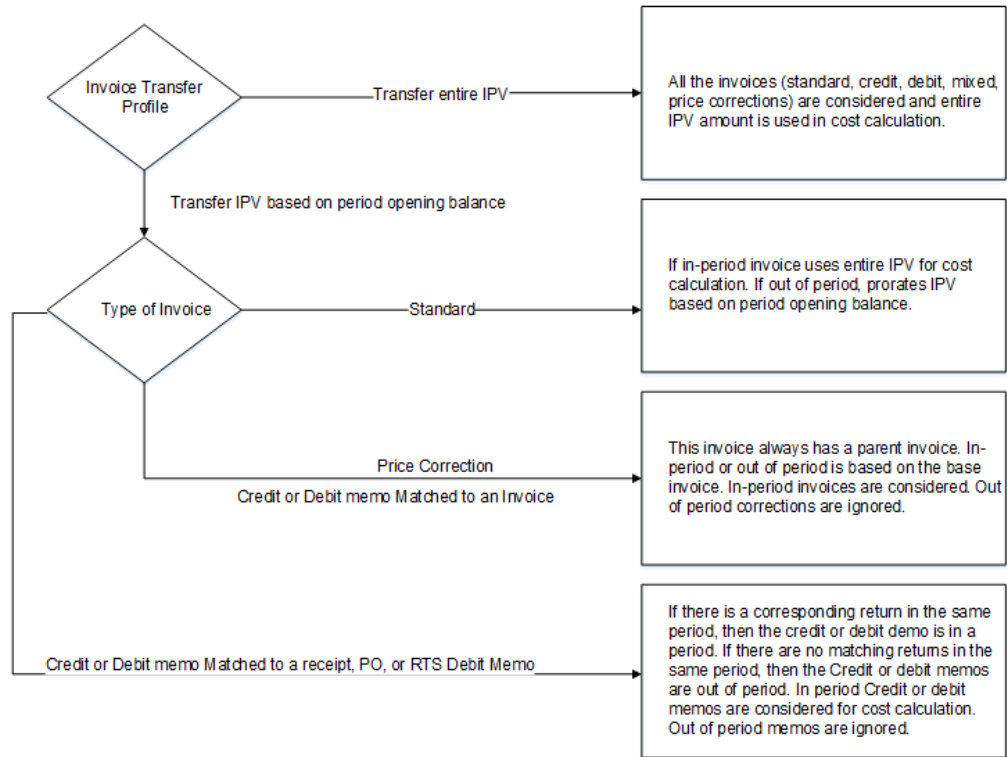 Invoice Transfer
Profile
Transfer entire IPV
All the invoices (standard, credit, debit, mixed,
price corrections) are considered and entire
IPV amount is used in cost calculation.
Transfer IPV based on period opening balance
Type of Invoice
Standard
If in-period invoice uses entire IPV for cost
calculation. If out of period, prorates IPV
based on period opening balance.
Price Correction
Credit or Debit memo Matched to an Invoice
This invoice always has a parent invoice. In-
period or out of period is based on the base
invoice. In-period invoices are considered. Out
of period corrections are ignored.
Credit or Debit memo Matched to a receipt, PO, or RTS Debit Memo
If there is a corresponding return in the same
period, then the credit or debit demo is in a
period. If there are no matching returns in the
same period, then the Credit or debit memos
are out of period. In period Credit or debit
memos are considered for cost calculation.
Out of period memos are ignored.